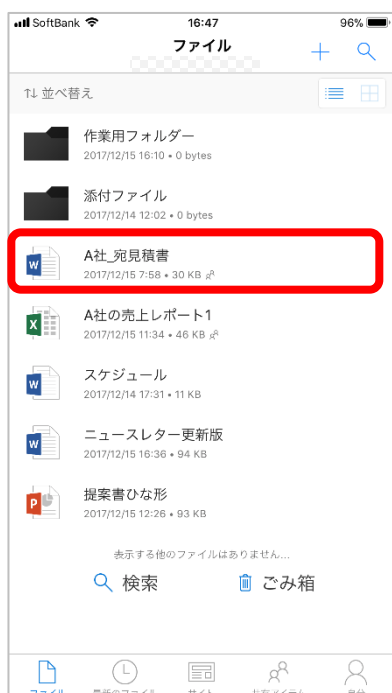 SoftBank 16:47 96%
ファイル
↑↓ 並べ替え
作業用フォルダー
2017/12/15 16:10 • 0 bytes
添付ファイル
2017/12/14 12:02 • 0 bytes
A社_宛見積書
2017/12/15 7:58 • 30 KB
A社の売上レポート1
2017/12/15 11:34 • 46 KB
スケジュール
2017/12/14 17:31 • 11 KB
ニュースレター更新版
2017/12/15 16:36 • 94 KB
提案書ひな形
2017/12/15 12:26 • 93 KB
表示する他のファイルはありません...
検索 ごみ箱